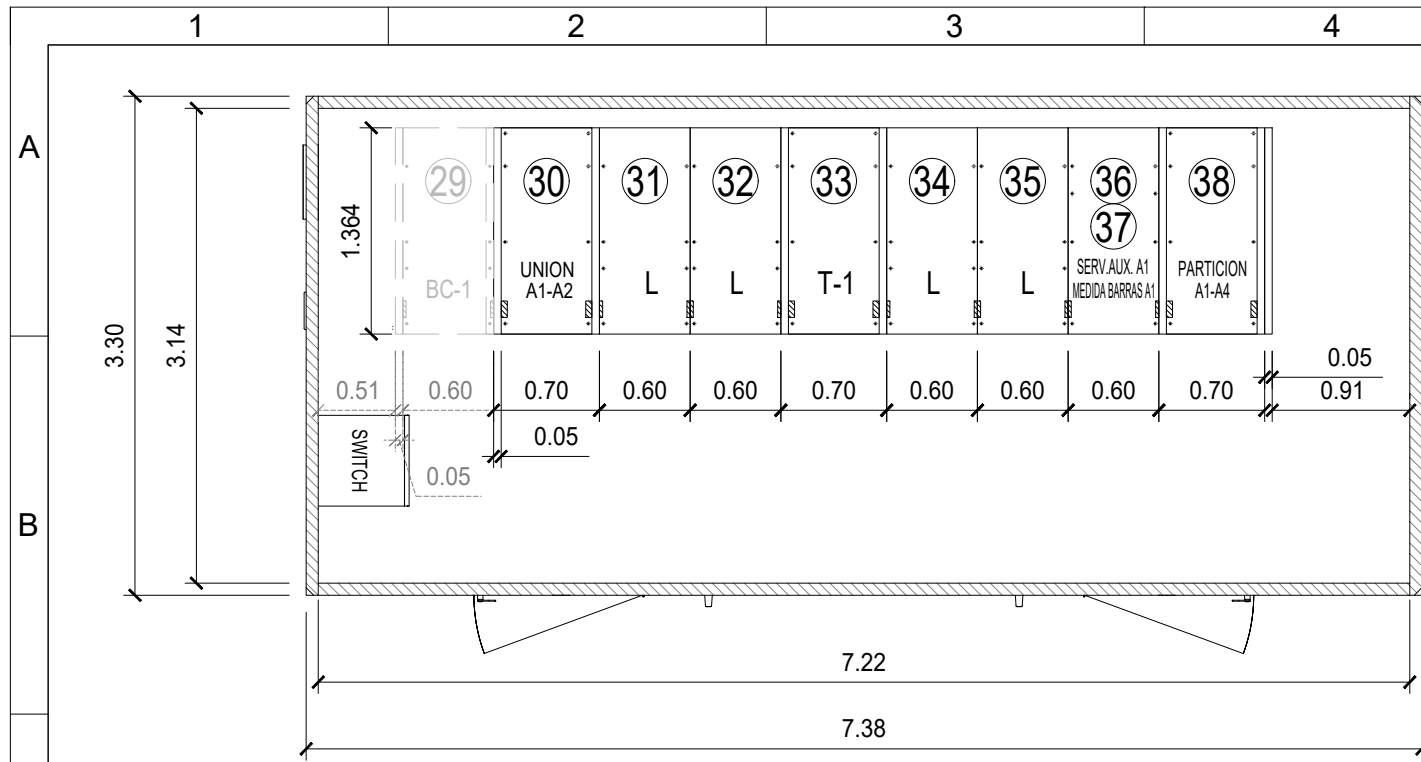 1 2 3 4
A
B
29 30 31 32 33 34 35 36 38
37
BC-1
UNION
A1-A2
L
L
T-1
L
L
SERV.AUX. A1
MEDIDA BARRAS A1
PARTICION
A1-A4
1.364
3.30
3.14
0.05
0.51 0.60 0.70 0.60 0.60 0.70 0.60 0.60 0.60 0.70 0.91
0.05
0.05
SWITCH
7.22
7.38